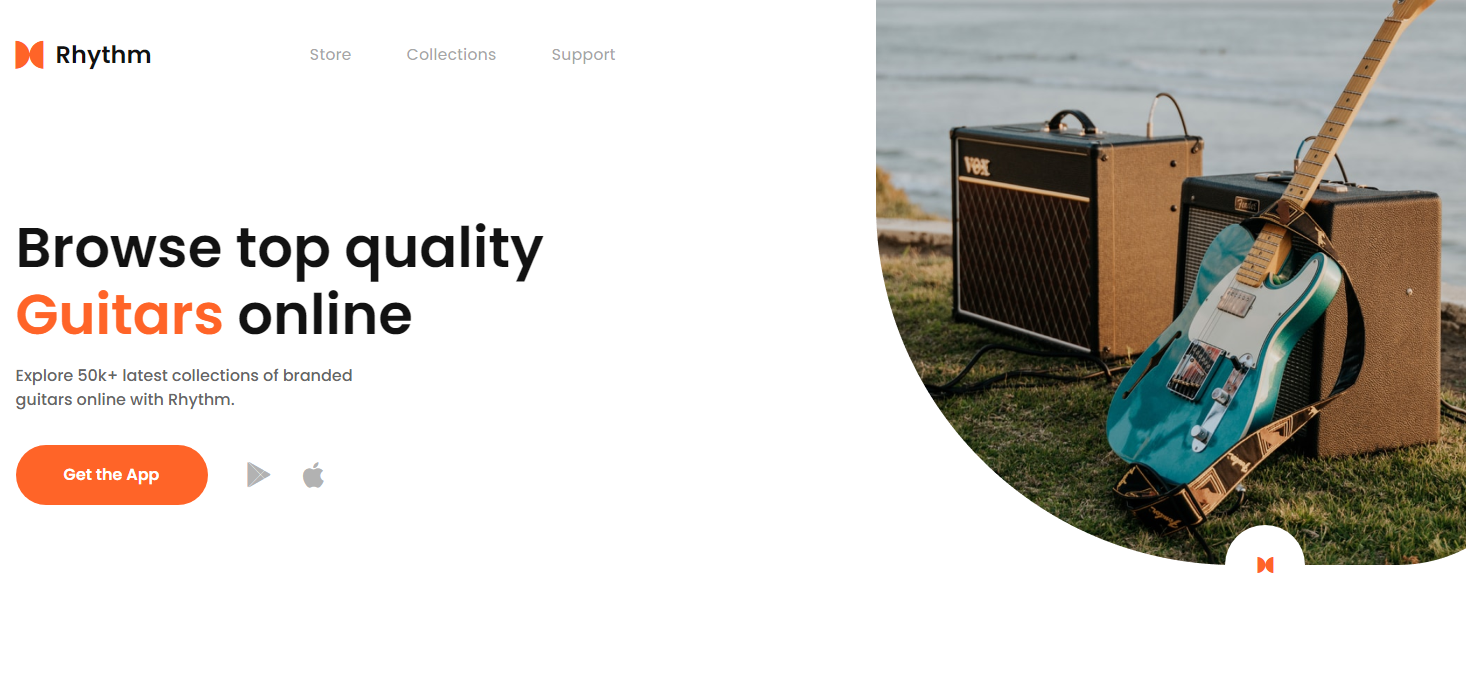 Rhythm
Store
Collections
Support
Browse top quality
Guitars online
Explore 50k+ latest collections of branded
guitars online with Rhythm.
Get the App
VOX
Fender
Fender